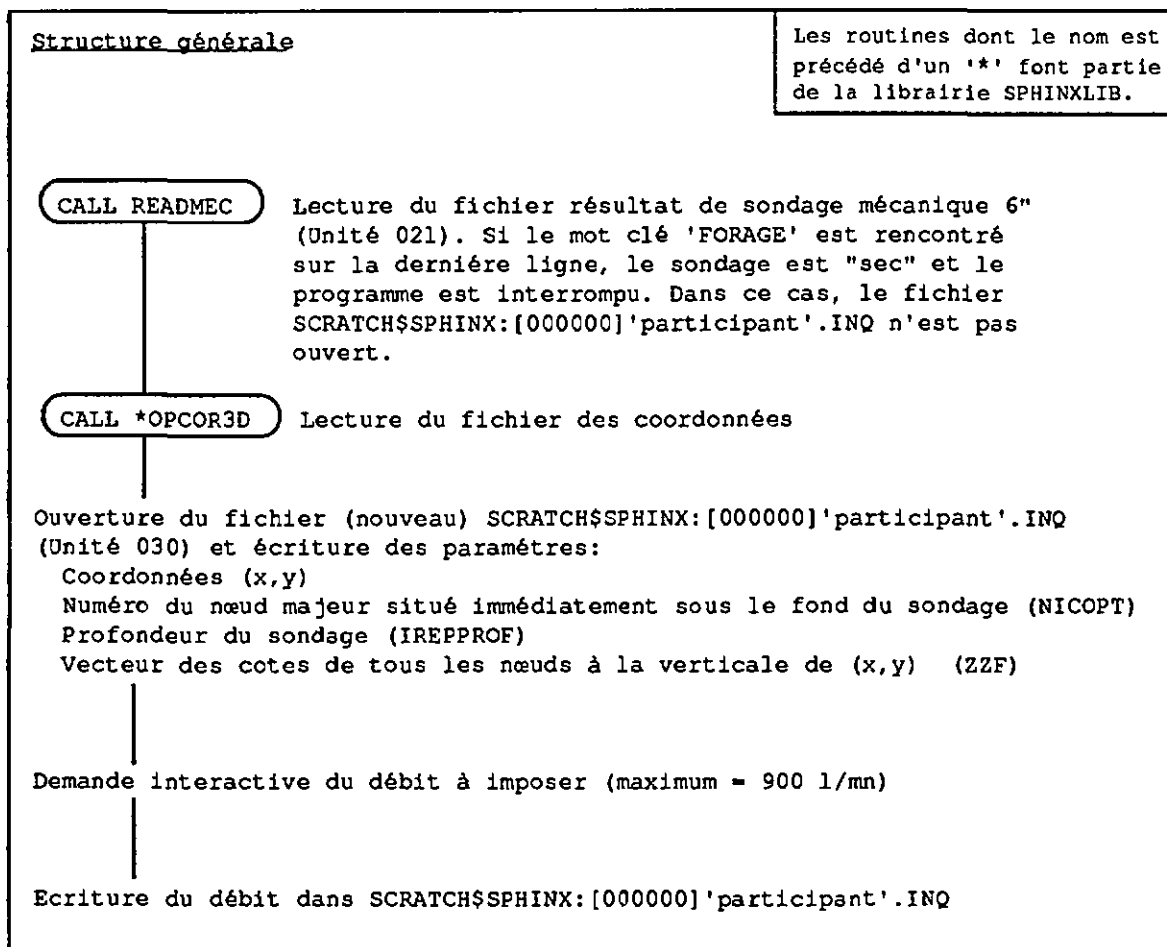 Structure générale
Les routines dont le nom est
précédé d'un '*' font partie
de la librairie SPHINXLIB.
CALL READMEC
Lecture du fichier résultat de sondage mécanique 6"
(Unité 021). Si le mot clé 'FORAGE' est rencontré
sur la derniére ligne, le sondage est "sec" et le
programme est interrompu. Dans ce cas, le fichier
SCRATCH$SPHINX:[000000]'participant'.INQ n'est pas
ouvert.
CALL *OPCOR3D
Lecture du fichier des coordonnées
Ouverture du fichier (nouveau) SCRATCH$SPHINX:[000000]'participant'.INQ
(Unité 030) et écriture des paramétres:
Coordonnées (x,y)
Numéro du nœud majeur situé immédiatement sous le fond du sondage (NICOPT)
Profondeur du sondage (IREPPROF)
Vecteur des cotes de tous les nœuds à la verticale de (x,y) (ZZF)
Demande interactive du débit à imposer (maximum = 900 l/mn)
Ecriture du débit dans SCRATCH$SPHINX:[000000]'participant'.INQ